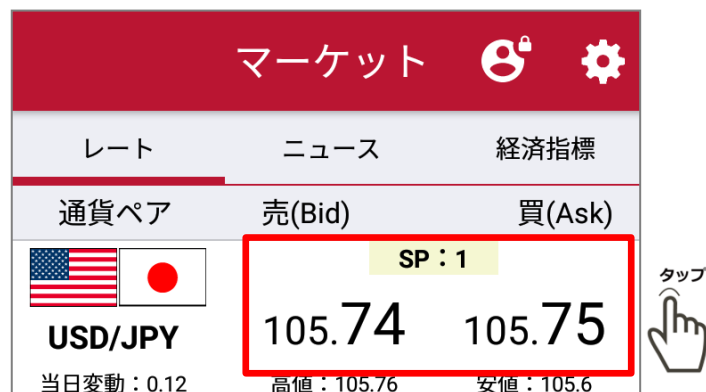 マーケット
レート ニュース 経済指標
通貨ペア 売(Bid) 買(Ask)
SP:1
タップ
USD/JPY 105.74 105.75
当日変動:0.12 高値:105.76 安値:105.6